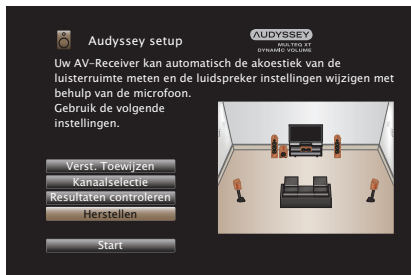 Audyssey setup
AUDYSSEY
MULTEQ XT
DYNAMIC VOLUME
Uw AV-Receiver kan automatisch de akoestiek van de
luisterruimte meten en de luidspreker instellingen wijzigen met
behulp van de microfoon.
Gebruik de volgende
instellingen.
Verst. Toewijzen
Kanaalselectie
Resultaten controleren
Herstellen
Start